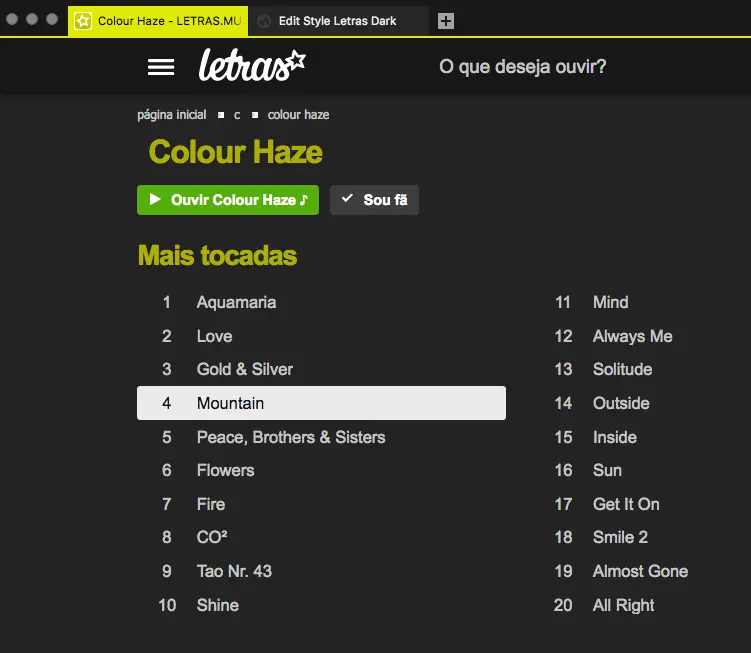 Colour Haze - LETRAS.MU
Edit Style Letras Dark
letras
O que deseja ouvir?
página inicial c colour haze
Colour Haze
Ouvir Colour Haze ♪
Sou fã
Mais tocadas
1 Aquamaria
2 Love
3 Gold & Silver
4 Mountain
5 Peace, Brothers & Sisters
6 Flowers
7 Fire
8 CO²
9 Tao Nr. 43
10 Shine
11 Mind
12 Always Me
13 Solitude
14 Outside
15 Inside
16 Sun
17 Get It On
18 Smile 2
19 Almost Gone
20 All Right